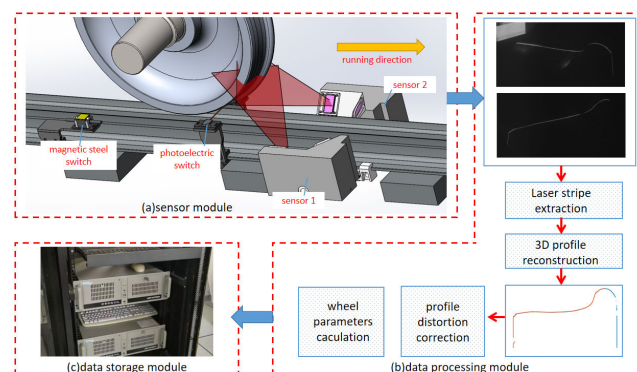 running direction
sensor 2
magnetic steel
switch
photoelectric
switch
sensor 1
(a)sensor module
Laser stripe
extraction
3D profile
reconstruction
profile
distortion
correction
wheel
parameters
caculation
(b)data processing module
(c)data storage module